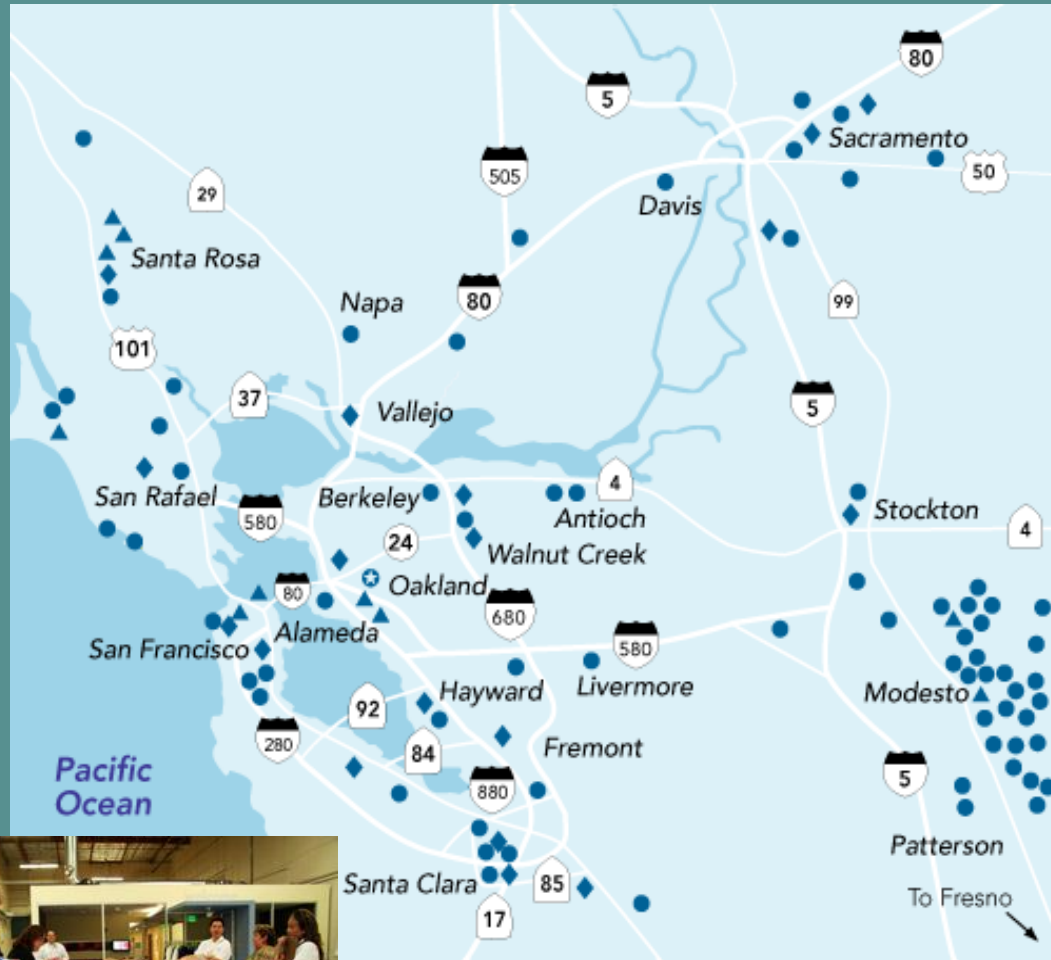 80
5
Sacramento
50
505
29
Davis
Santa Rosa
80
Napa
99
101
37
Vallejo
5
San Rafael
580
Berkeley
4
Antioch
Stockton
4
24
Walnut Creek
80
Oakland
680
Alameda
San Francisco
580
Hayward
Livermore
Modesto
92
280
84
Fremont
Pacific
Ocean
880
5
Patterson
Santa Clara
85
17
To Fresno